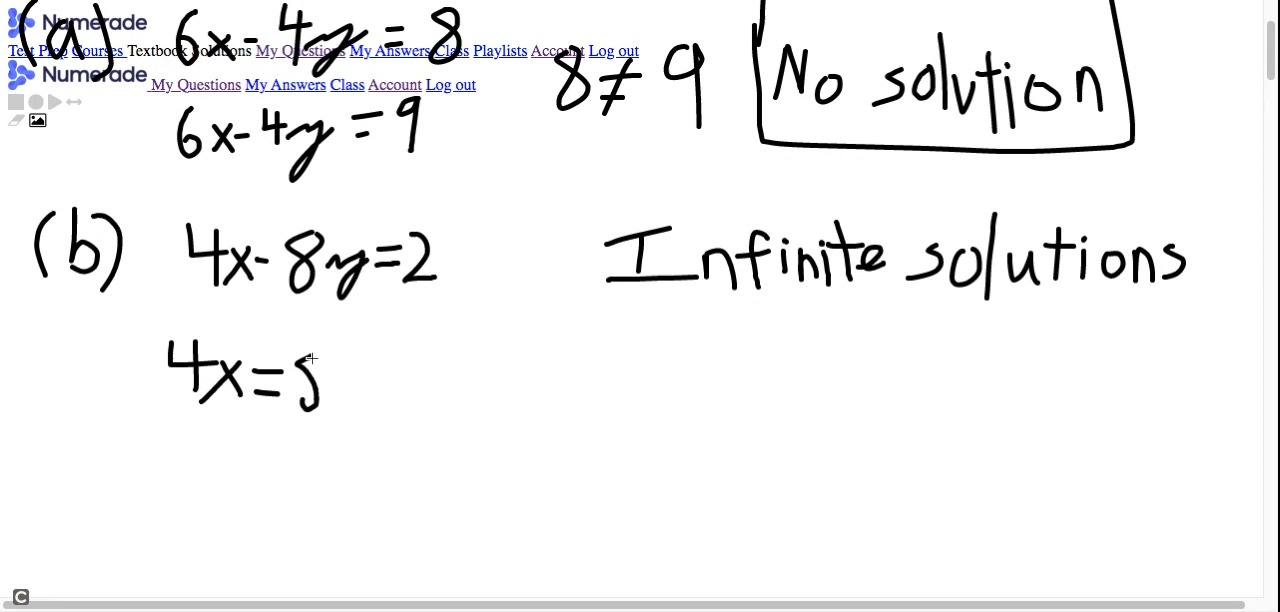 Numerade
Test Prep Courses Textbook Solutions My Questions My Answers Class Playlists Account Log out
Numerade My Questions My Answers Class Account Log out
(a) 6x-4y=8
8≠9 No solution
6x-4y=9
(b) 4x-8y=2 Infinite solutions
4x=
C